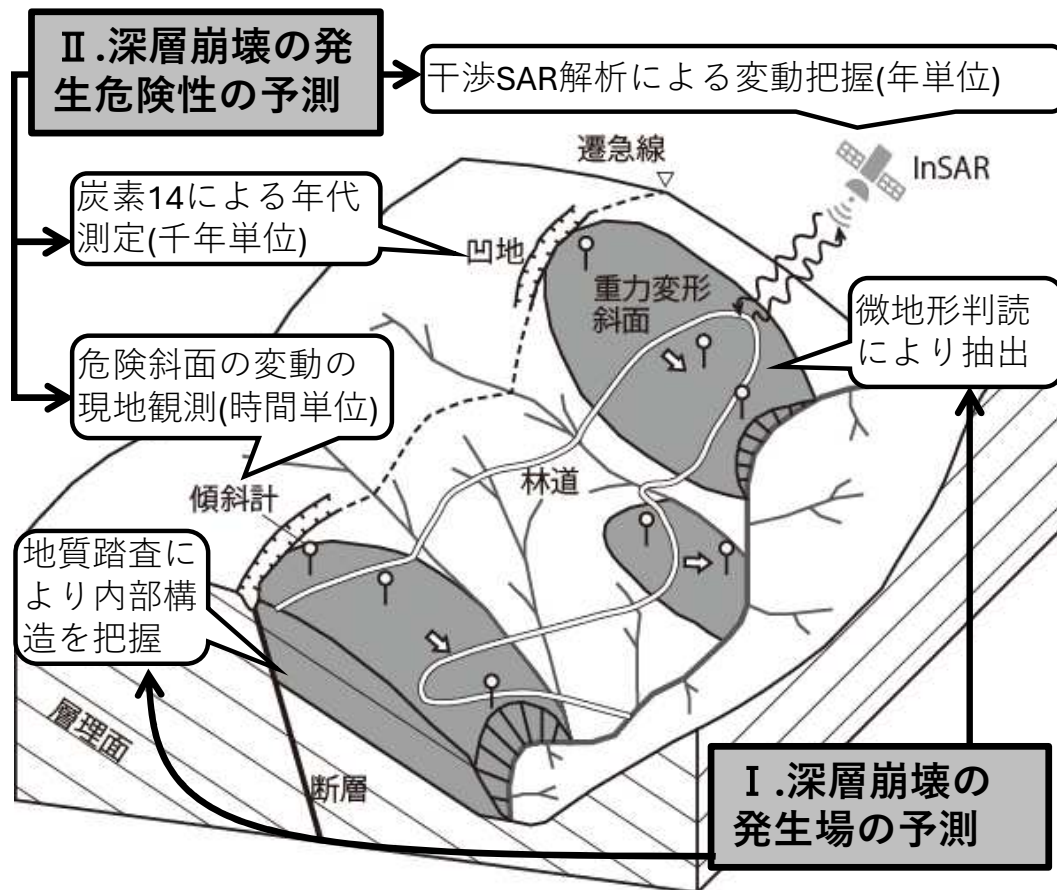 Ⅱ.深層崩壊の発
生危険性の予測
干渉SAR解析による変動把握(年単位)
遷急線
InSAR
炭素14による年代
測定(千年単位)
凹地
重力変形
斜面
微地形判読
により抽出
危険斜面の変動の
現地観測(時間単位)
傾斜計
林道
地質踏査に
より内部構
造を把握
層理面
断層
Ⅰ.深層崩壊の
発生場の予測